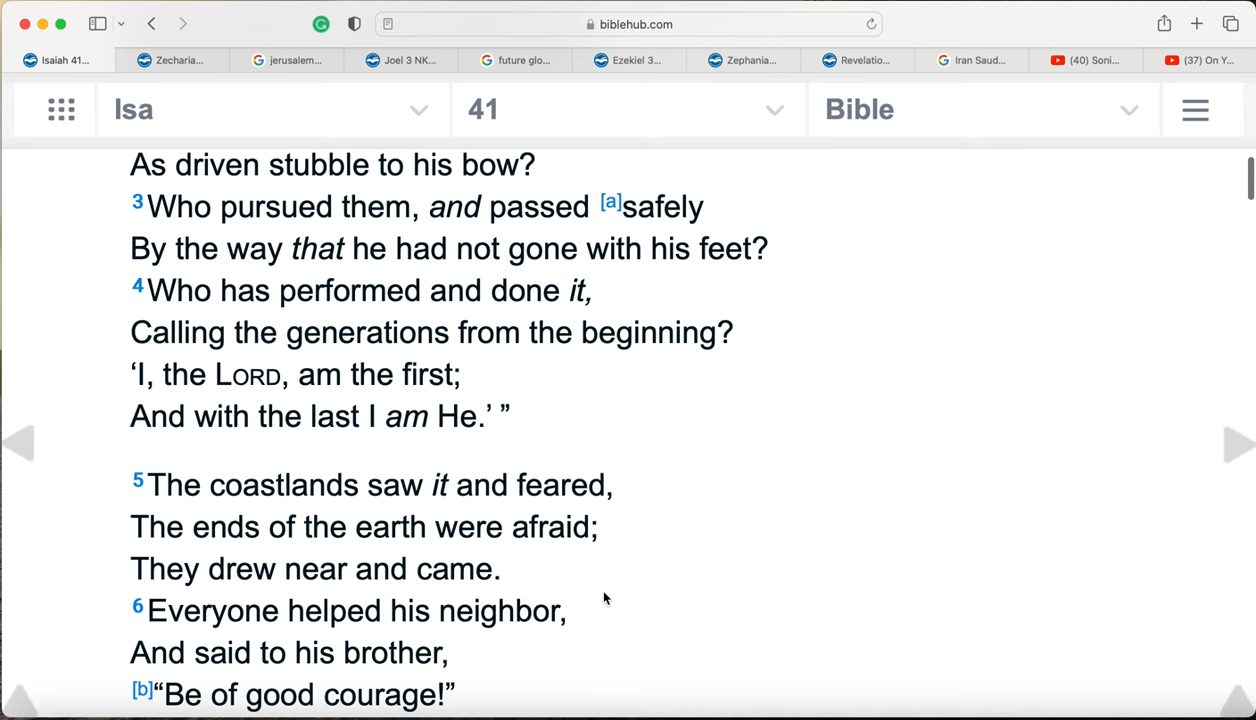 biblehub.com
Isaiah 41...
Zecharia...
jerusalem...
Joel 3 NK...
future glo...
Ezekiel 3...
Zephania...
Revelatio...
Iran Saud...
(40) Soni...
(37) On Y...
Isa
41
Bible
As driven stubble to his bow?
3 Who pursued them, and passed [a]safely
By the way that he had not gone with his feet?
4 Who has performed and done it,
Calling the generations from the beginning?
‘I, the LORD, am the first;
And with the last I am He.’ ”
5 The coastlands saw it and feared,
The ends of the earth were afraid;
They drew near and came.
6 Everyone helped his neighbor,
And said to his brother,
[b]“Be of good courage!”